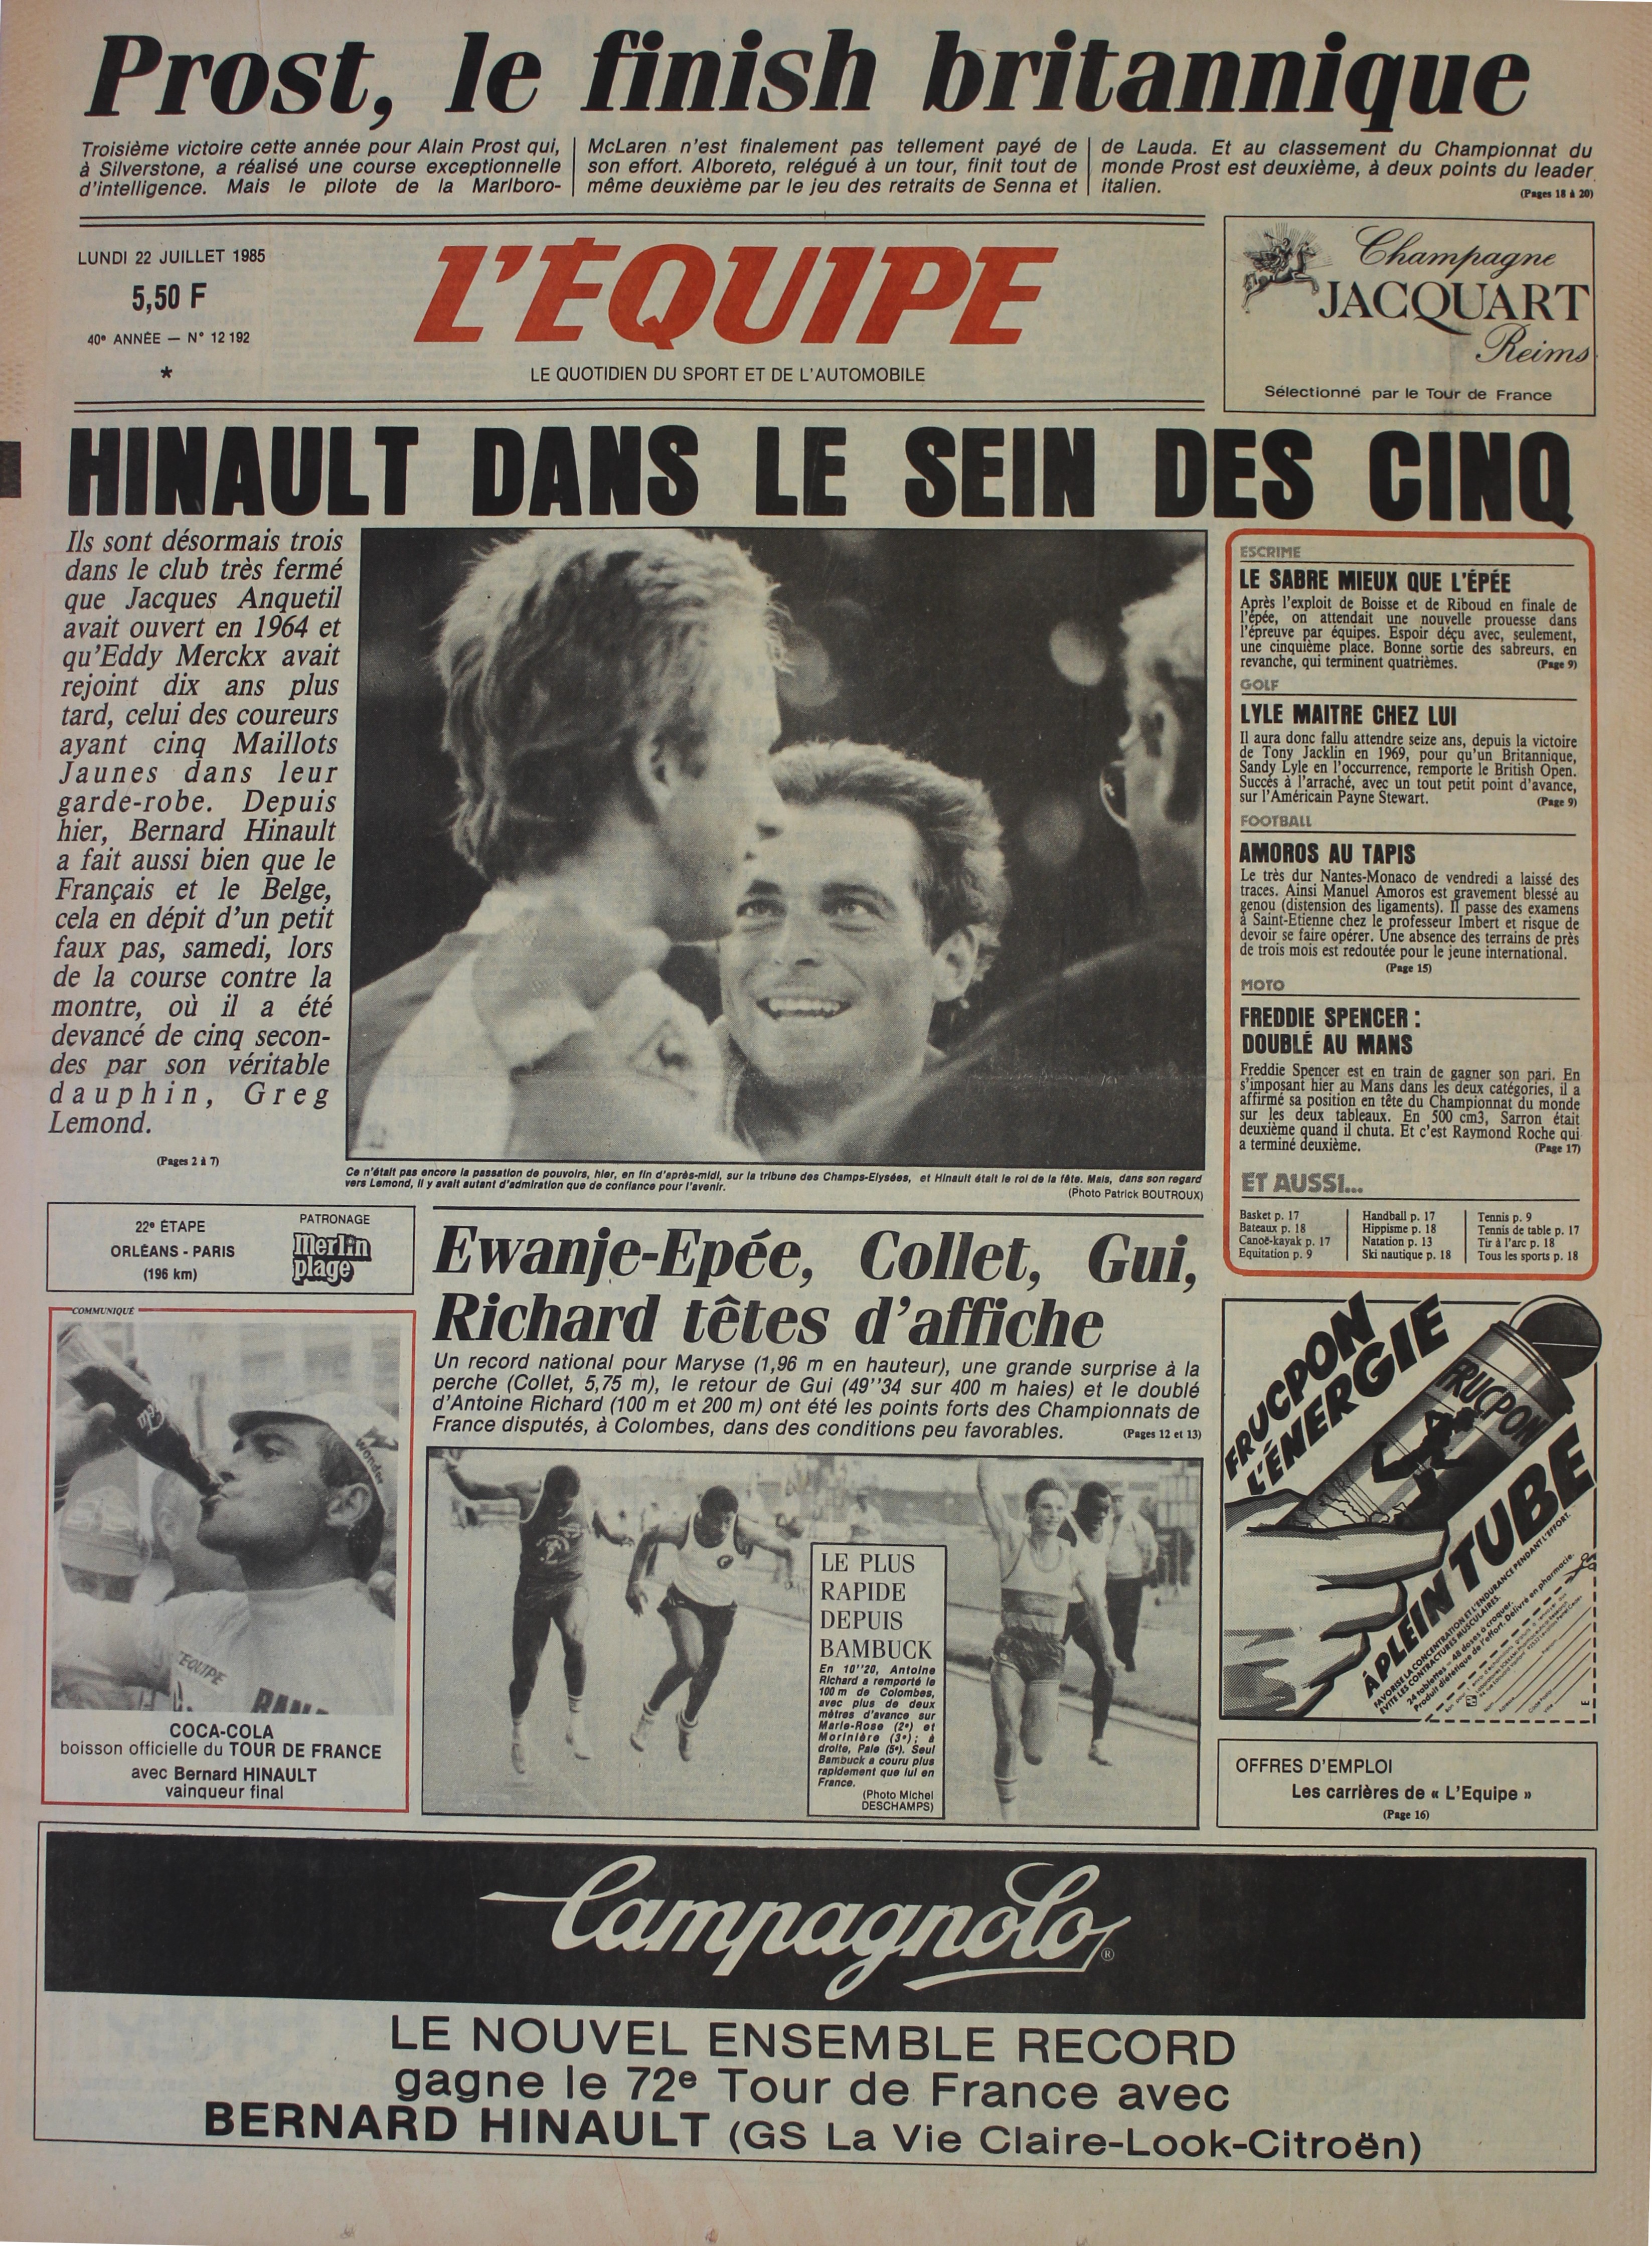 Prost, le finish britannique
Troisième victoire cette année pour Alain Prost qui,
à Silverstone, a réalisé une course exceptionnelle
d'intelligence. Mais le pilote de la Marlboro-
McLaren n'est finalement pas tellement payé de
son effort. Alboreto, relégué à un tour, finit tout de
même deuxième par le jeu des retraits de Senna et
de Lauda. Et au classement du Championnat du
monde Prost est deuxième, à deux points du leader
italien.
(Pages 18 à 20)
LUNDI 22 JUILLET 1985
5,50 F
40e ANNÉE — N° 12 192
*
L'ÉQUIPE
LE QUOTIDIEN DU SPORT ET DE L'AUTOMOBILE
Champagne
JACQUART
Reims
Sélectionné par le Tour de France
HINAULT DANS LE SEIN DES CINQ
Ils sont désormais trois
dans le club très fermé
que Jacques Anquetil
avait ouvert en 1964 et
qu'Eddy Merckx avait
rejoint dix ans plus
tard, celui des coureurs
ayant cinq Maillots
Jaunes dans leur
garde-robe. Depuis
hier, Bernard Hinault
a fait aussi bien que le
Français et le Belge,
cela en dépit d'un petit
faux pas, samedi, lors
de la course contre la
montre, où il a été
devancé de cinq secon-
des par son véritable
dauphin, Greg
Lemond.
(Pages 2 à 7)
Ce n'était pas encore la passation de pouvoirs, hier, en fin d'après-midi, sur la tribune des Champs-Elysées, et Hinault était le roi de la fête. Mais, dans son regard
vers Lemond, il y avait autant d'admiration que de confiance pour l'avenir.
(Photo Patrick BOUTROUX)
ESCRIME
LE SABRE MIEUX QUE L'ÉPÉE
Après l'exploit de Boisse et de Riboud en finale de
l'épée, on attendait une nouvelle prouesse dans
l'épreuve par équipes. Espoir déçu avec, seulement,
une cinquième place. Bonne sortie des sabreurs, en
revanche, qui terminent quatrièmes. (Page 9)
GOLF
LYLE MAITRE CHEZ LUI
Il aura donc fallu attendre seize ans, depuis la victoire
de Tony Jacklin en 1969, pour qu'un Britannique,
Sandy Lyle en l'occurrence, remporte le British Open.
Succès à l'arraché, avec un tout petit point d'avance,
sur l'Américain Payne Stewart. (Page 9)
FOOTBALL
AMOROS AU TAPIS
Le très dur Nantes-Monaco de vendredi a laissé des
traces. Ainsi Manuel Amoros est gravement blessé au
genou (distension des ligaments). Il passe des examens
à Saint-Etienne chez le professeur Imbert et risque de
devoir se faire opérer. Une absence des terrains de près
de trois mois est redoutée pour le jeune international.
(Page 15)
MOTO
FREDDIE SPENCER :
DOUBLÉ AU MANS
Freddie Spencer est en train de gagner son pari. En
s'imposant hier au Mans dans les deux catégories, il a
affirmé sa position en tête du Championnat du monde
sur les deux tableaux. En 500 cm3, Sarron était
deuxième quand il chuta. Et c'est Raymond Roche qui
a terminé deuxième. (Page 17)
ET AUSSI...
Basket p. 17
Bateaux p. 18
Canoë-kayak p. 17
Equitation p. 9
Handball p. 17
Hippisme p. 18
Natation p. 13
Ski nautique p. 18
Tennis p. 9
Tennis de table p. 17
Tir à l'arc p. 18
Tous les sports p. 18
22e ÉTAPE
ORLÉANS - PARIS
(196 km)
PATRONAGE
merlin
plage
COMMUNIQUÉ
wonder
EQUIPE
COCA-COLA
boisson officielle du TOUR DE FRANCE
avec Bernard HINAULT
vainqueur final
Ewanje-Epée, Collet, Gui,
Richard têtes d'affiche
Un record national pour Maryse (1,96 m en hauteur), une grande surprise à la
perche (Collet, 5,75 m), le retour de Gui (49''34 sur 400 m haies) et le doublé
d'Antoine Richard (100 m et 200 m) ont été les points forts des Championnats de
France disputés, à Colombes, dans des conditions peu favorables. (Pages 12 et 13)
LE PLUS
RAPIDE
DEPUIS
BAMBUCK
En 10''20, Antoine
Richard a remporté le
100 m de Colombes,
avec plus de deux
mètres d'avance sur
Marie-Rose (2e) et
Morinière (3e) ; à
droite, Pale (5e). Seul
Bambuck a couru plus
rapidement que lui en
France.
(Photo Michel
DESCHAMPS)
FRUCPON
L'ÉNERGIE
FRUCPON
À PLEIN TUBE
FAVORISE LA CONCENTRATION ET L'ENDURANCE PENDANT L'EFFORT.
ÉVITE LES CONTRACTURES MUSCULAIRES.
24 tablettes - 48 doses à croquer.
Produit diététique de l'effort. Délivré en pharmacie.
OFFRES D'EMPLOI
Les carrières de « L'Equipe »
(Page 16)
Campagnolo®
LE NOUVEL ENSEMBLE RECORD
gagne le 72e Tour de France avec
BERNARD HINAULT (GS La Vie Claire-Look-Citroën)